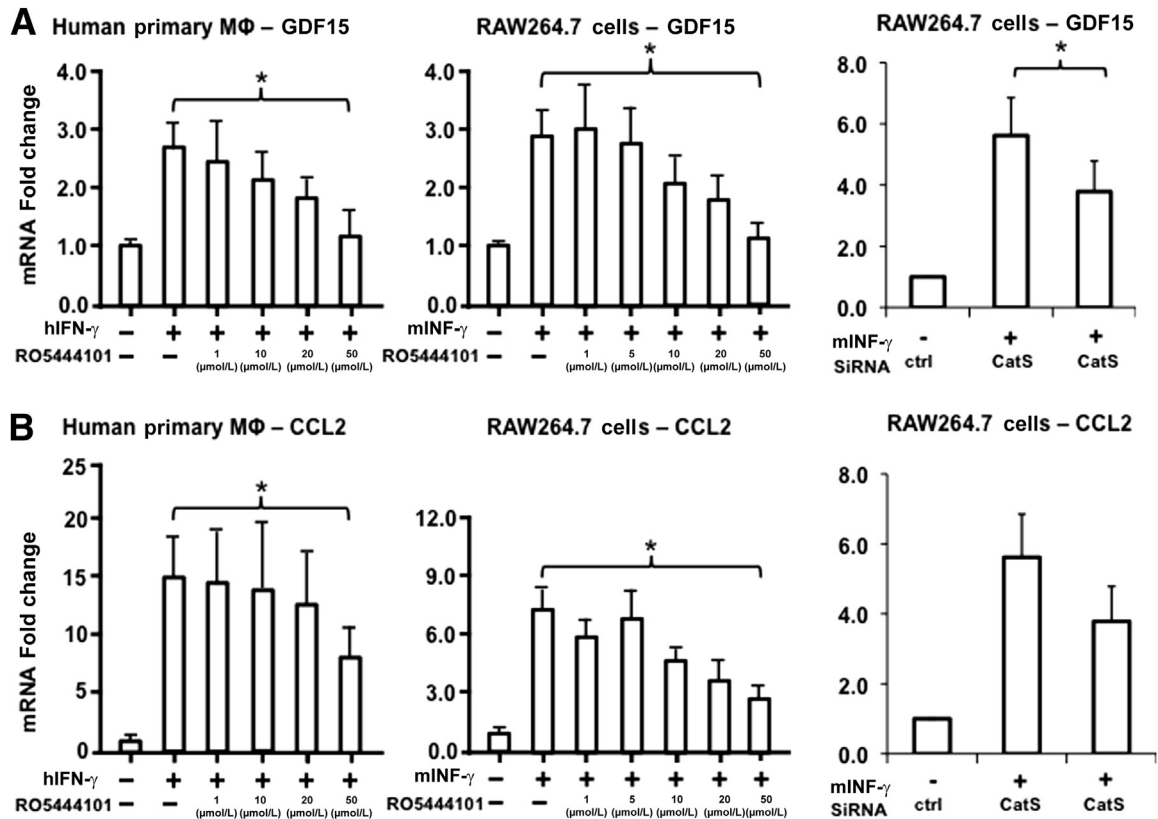 A
Human primary MΦ – GDF15
mRNA Fold change
4.0
3.0
2.0
1.0
0.0
*
hIFN-γ – + + + + +
RO5444101 – – 1 10 20 50
(μmol/L) (μmol/L) (μmol/L) (μmol/L)
RAW264.7 cells – GDF15
4.0
3.0
2.0
1.0
0.0
*
mINF-γ – + + + + + +
RO5444101 – – 1 5 10 20 50
(μmol/L) (μmol/L) (μmol/L) (μmol/L) (μmol/L)
RAW264.7 cells – GDF15
8.0
6.0
4.0
2.0
0.0
*
mINF-γ - + +
SiRNA ctrl CatS CatS
B
Human primary MΦ – CCL2
mRNA Fold change
25
20
15
10
5
0
*
hIFN-γ – + + + + +
RO5444101 – – 1 10 20 50
(μmol/L) (μmol/L) (μmol/L) (μmol/L)
RAW264.7 cells – CCL2
12.0
9.0
6.0
3.0
0.0
*
mINF-γ – + + + + + +
RO5444101 – – 1 5 10 20 50
(μmol/L) (μmol/L) (μmol/L) (μmol/L) (μmol/L)
RAW264.7 cells – CCL2
8.0
6.0
4.0
2.0
0.0
mINF-γ - + +
SiRNA ctrl CatS CatS